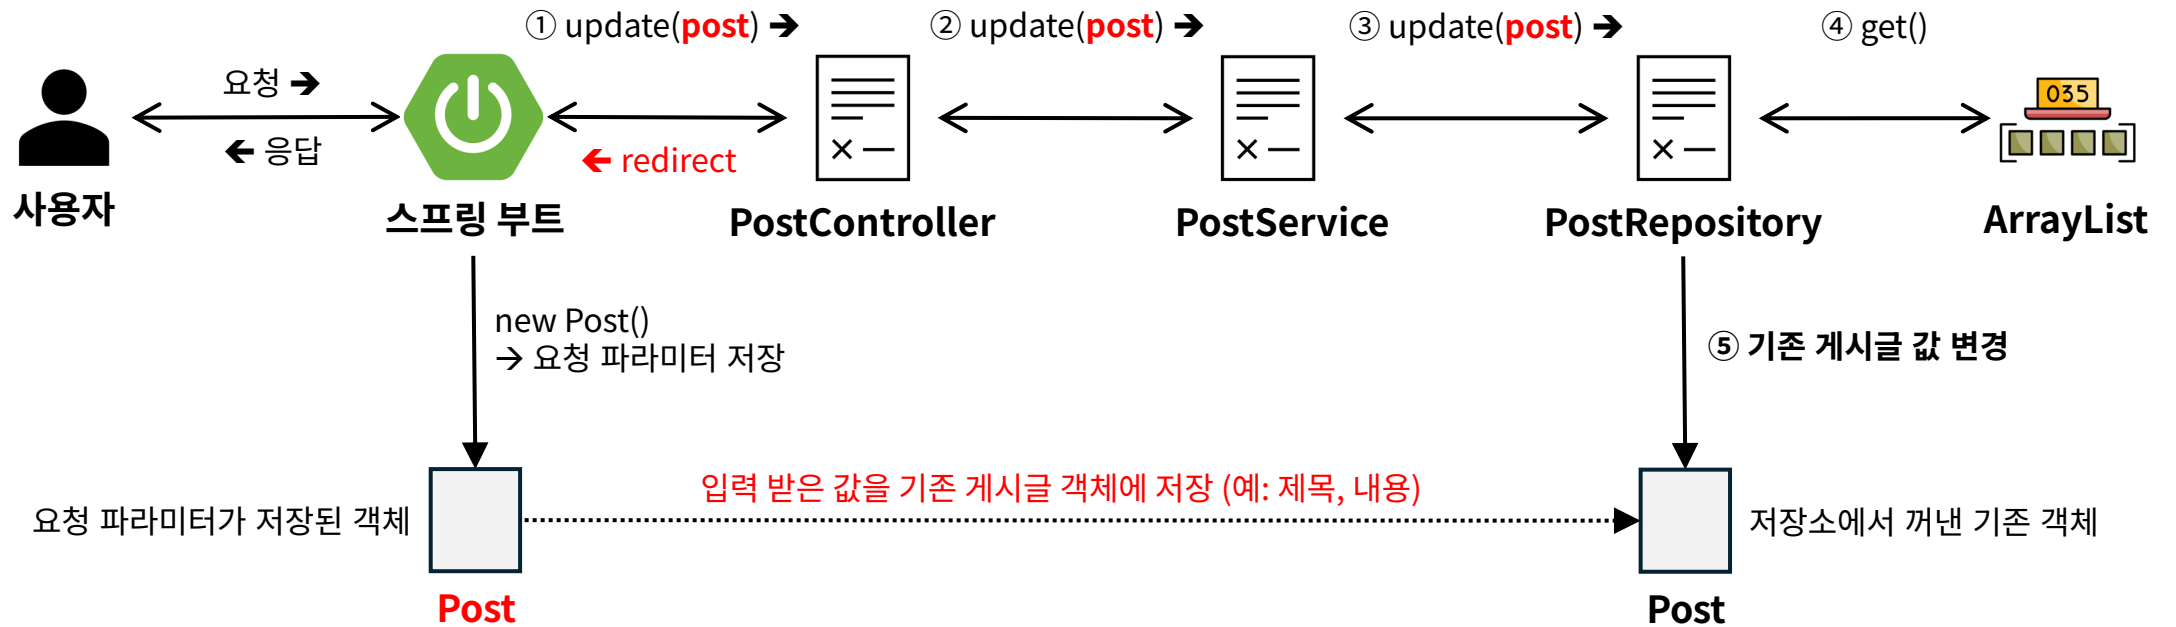 ① update(post) ➔
② update(post) ➔
③ update(post) ➔
④ get()
요청 ➔
← 응답
← redirect
035
사용자
스프링 부트
PostController
PostService
PostRepository
ArrayList
new Post()
→ 요청 파라미터 저장
⑤ 기존 게시글 값 변경
입력 받은 값을 기존 게시글 객체에 저장 (예: 제목, 내용)
요청 파라미터가 저장된 객체
저장소에서 꺼낸 기존 객체
Post
Post